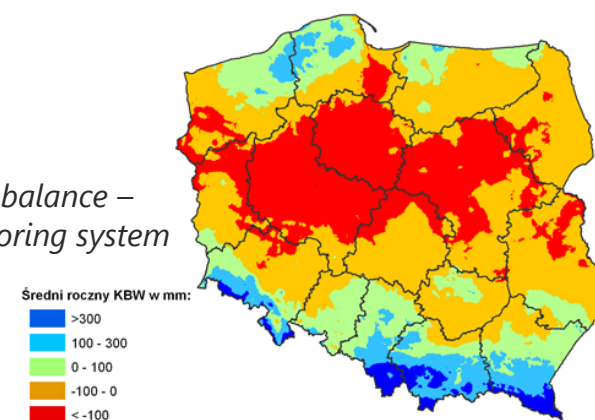 balance –
oring system
Średni roczny KBW w mm:
>300
100 - 300
0 - 100
-100 - 0
< -100